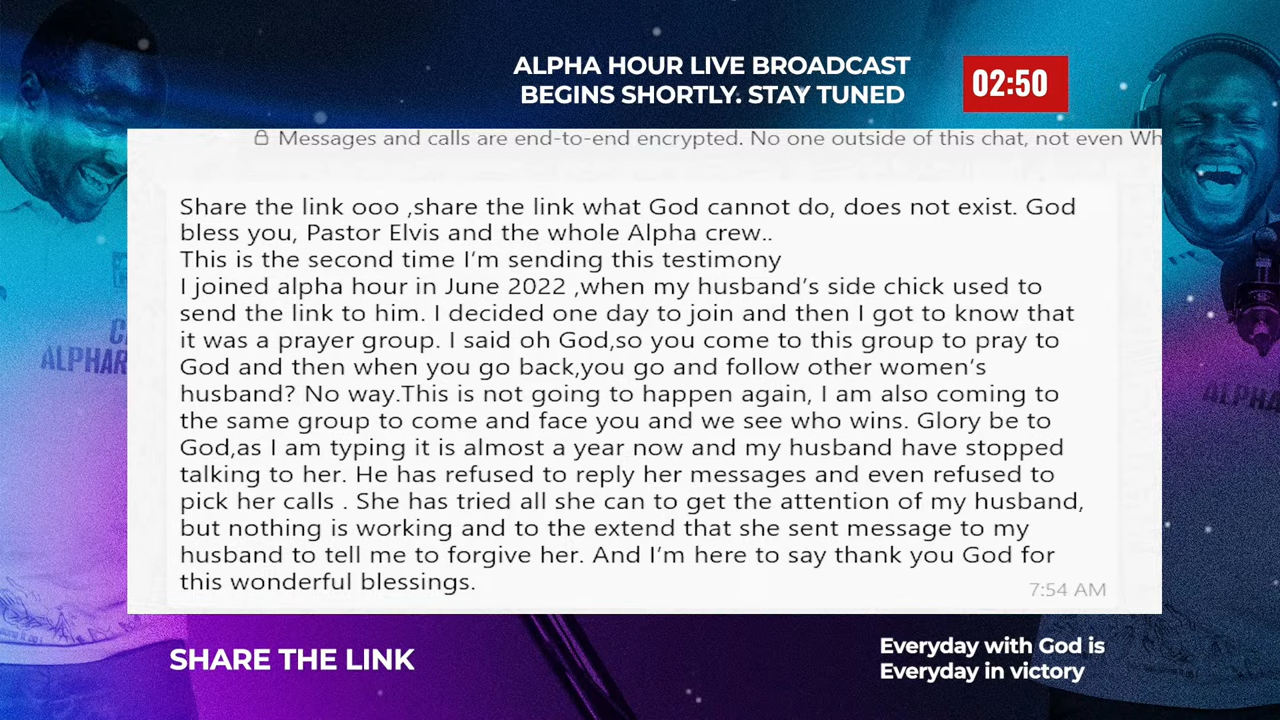 ALPHA HOUR LIVE BROADCAST
BEGINS SHORTLY. STAY TUNED
02:50
Messages and calls are end-to-end encrypted. No one outside of this chat, not even Wh
Share the link ooo ,share the link what God cannot do, does not exist. God
bless you, Pastor Elvis and the whole Alpha crew..
This is the second time I'm sending this testimony
I joined alpha hour in June 2022 ,when my husband's side chick used to
send the link to him. I decided one day to join and then I got to know that
it was a prayer group. I said oh God,so you come to this group to pray to
God and then when you go back,you go and follow other women's
husband? No way.This is not going to happen again, I am also coming to
the same group to come and face you and we see who wins. Glory be to
God,as I am typing it is almost a year now and my husband have stopped
talking to her. He has refused to reply her messages and even refused to
pick her calls . She has tried all she can to get the attention of my husband,
but nothing is working and to the extend that she sent message to my
husband to tell me to forgive her. And I'm here to say thank you God for
this wonderful blessings.
7:54 AM
ALPHAR
ALPHA
SHARE THE LINK
Everyday with God is
Everyday in victory